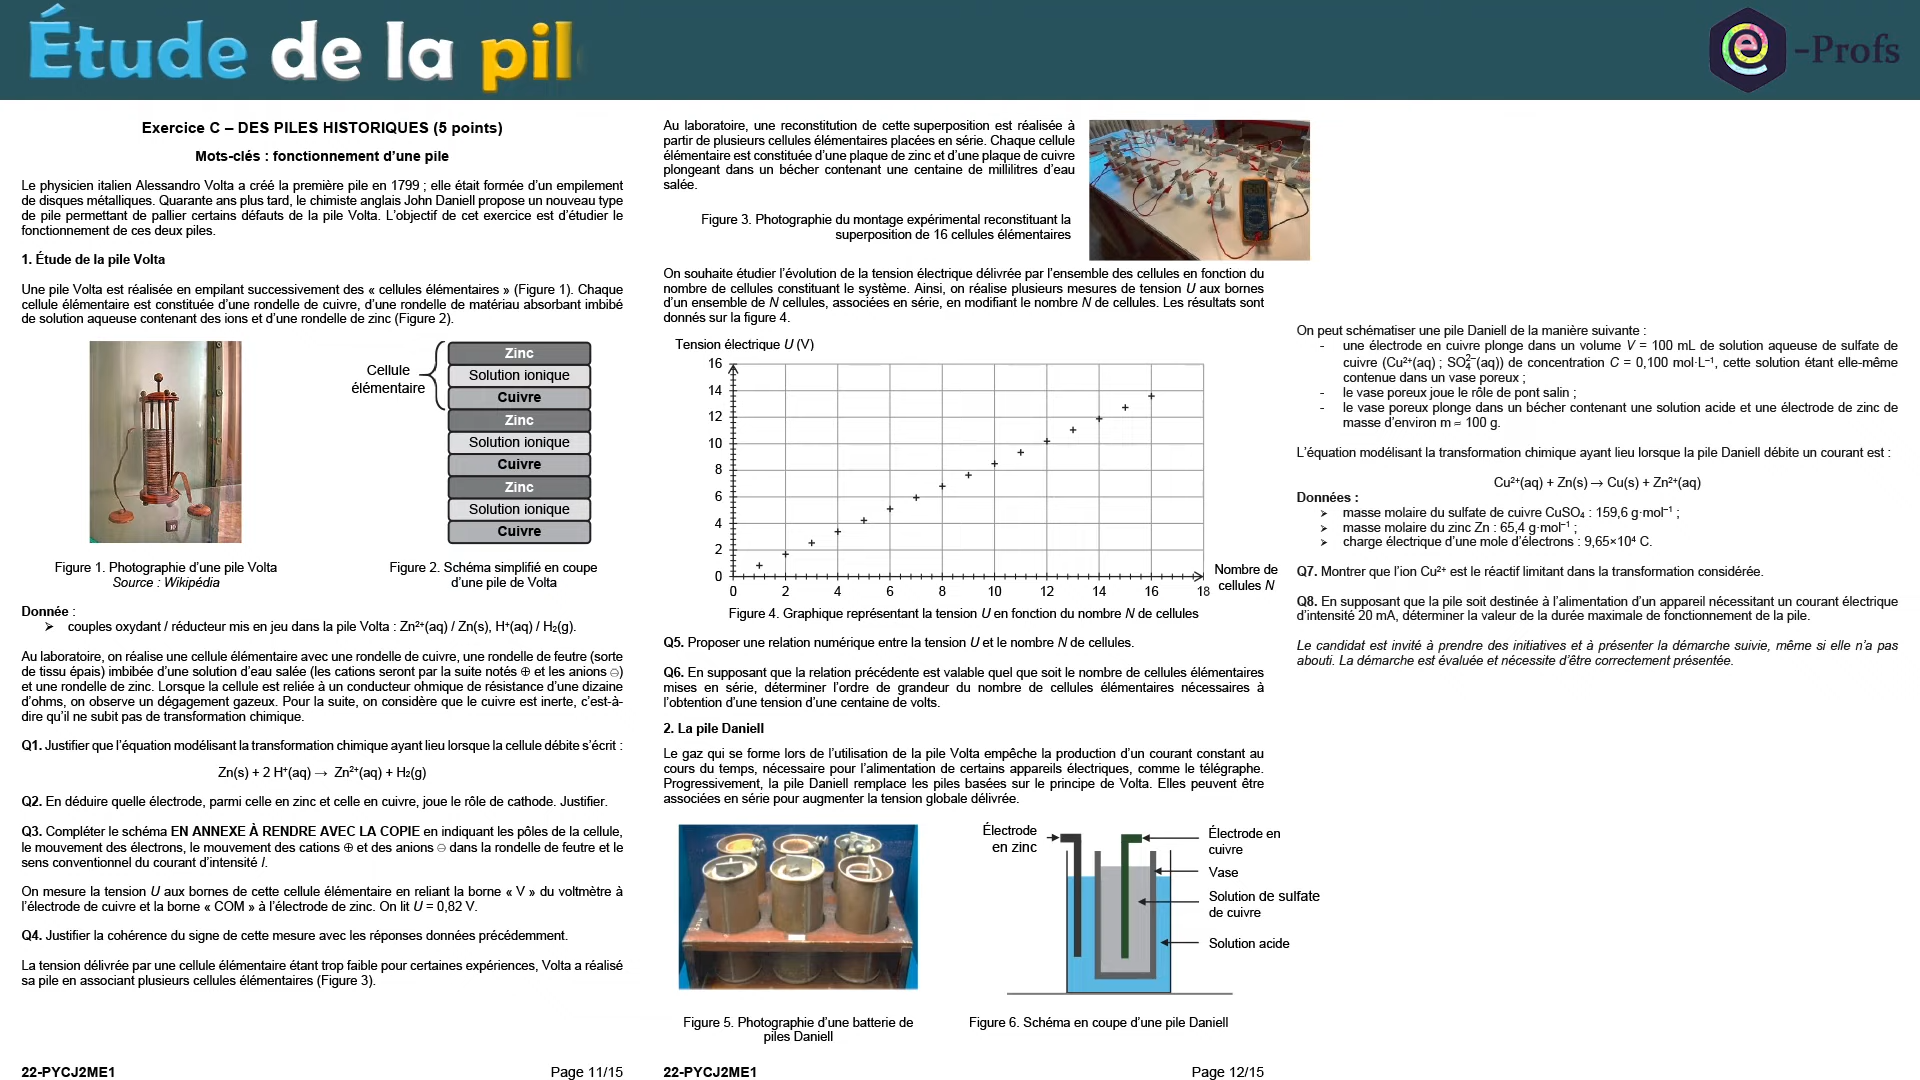 Étude de la pil
e -Profs
Exercice C – DES PILES HISTORIQUES (5 points)
Mots-clés : fonctionnement d’une pile
Le physicien italien Alessandro Volta a créé la première pile en 1799 ; elle était formée d’un empilement
de disques métalliques. Quarante ans plus tard, le chimiste anglais John Daniell propose un nouveau type
de pile permettant de pallier certains défauts de la pile Volta. L’objectif de cet exercice est d’étudier le
fonctionnement de ces deux piles.
1. Étude de la pile Volta
Une pile Volta est réalisée en empilant successivement des « cellules élémentaires » (Figure 1). Chaque
cellule élémentaire est constituée d’une rondelle de cuivre, d’une rondelle de matériau absorbant imbibé
de solution aqueuse contenant des ions et d’une rondelle de zinc (Figure 2).
Cellule
élémentaire
Zinc
Solution ionique
Cuivre
Zinc
Solution ionique
Cuivre
Zinc
Solution ionique
Cuivre
Figure 1. Photographie d’une pile Volta
Source : Wikipédia
Figure 2. Schéma simplifié en coupe
d’une pile de Volta
Donnée :
➤ couples oxydant / réducteur mis en jeu dans la pile Volta : Zn²⁺(aq) / Zn(s), H⁺(aq) / H₂(g).
Au laboratoire, on réalise une cellule élémentaire avec une rondelle de cuivre, une rondelle de feutre (sorte
de tissu épais) imbibée d’une solution d’eau salée (les cations seront par la suite notés ⊕ et les anions ⊖)
et une rondelle de zinc. Lorsque la cellule est reliée à un conducteur ohmique de résistance d’une dizaine
d’ohms, on observe un dégagement gazeux. Pour la suite, on considère que le cuivre est inerte, c’est-à-
dire qu’il ne subit pas de transformation chimique.
Q1. Justifier que l’équation modélisant la transformation chimique ayant lieu lorsque la cellule débite s’écrit :
Zn(s) + 2 H⁺(aq) → Zn²⁺(aq) + H₂(g)
Q2. En déduire quelle électrode, parmi celle en zinc et celle en cuivre, joue le rôle de cathode. Justifier.
Q3. Compléter le schéma EN ANNEXE À RENDRE AVEC LA COPIE en indiquant les pôles de la cellule,
le mouvement des électrons, le mouvement des cations ⊕ et des anions ⊖ dans la rondelle de feutre et le
sens conventionnel du courant d’intensité I.
On mesure la tension U aux bornes de cette cellule élémentaire en reliant la borne « V » du voltmètre à
l’électrode de cuivre et la borne « COM » à l’électrode de zinc. On lit U = 0,82 V.
Q4. Justifier la cohérence du signe de cette mesure avec les réponses données précédemment.
La tension délivrée par une cellule élémentaire étant trop faible pour certaines expériences, Volta a réalisé
sa pile en associant plusieurs cellules élémentaires (Figure 3).
22-PYCJ2ME1 Page 11/15
Au laboratoire, une reconstitution de cette superposition est réalisée à
partir de plusieurs cellules élémentaires placées en série. Chaque cellule
élémentaire est constituée d’une plaque de zinc et d’une plaque de cuivre
plongeant dans un bécher contenant une centaine de millilitres d’eau
salée.
Figure 3. Photographie du montage expérimental reconstituant la
superposition de 16 cellules élémentaires
On souhaite étudier l’évolution de la tension électrique délivrée par l’ensemble des cellules en fonction du
nombre de cellules constituant le système. Ainsi, on réalise plusieurs mesures de tension U aux bornes
d’un ensemble de N cellules, associées en série, en modifiant le nombre N de cellules. Les résultats sont
donnés sur la figure 4.
Tension électrique U (V)
16
14
12
10
8
6
4
2
0
0 2 4 6 8 10 12 14 16 18
Nombre de
cellules N
Figure 4. Graphique représentant la tension U en fonction du nombre N de cellules
Q5. Proposer une relation numérique entre la tension U et le nombre N de cellules.
Q6. En supposant que la relation précédente est valable quel que soit le nombre de cellules élémentaires
mises en série, déterminer l’ordre de grandeur du nombre de cellules élémentaires nécessaires à
l’obtention d’une tension d’une centaine de volts.
2. La pile Daniell
Le gaz qui se forme lors de l’utilisation de la pile Volta empêche la production d’un courant constant au
cours du temps, nécessaire pour l’alimentation de certains appareils électriques, comme le télégraphe.
Progressivement, la pile Daniell remplace les piles basées sur le principe de Volta. Elles peuvent être
associées en série pour augmenter la tension globale délivrée.
Électrode
en zinc
Électrode en
cuivre
Vase
Solution de sulfate
de cuivre
Solution acide
Figure 5. Photographie d’une batterie de
piles Daniell
Figure 6. Schéma en coupe d’une pile Daniell
22-PYCJ2ME1 Page 12/15
On peut schématiser une pile Daniell de la manière suivante :
- une électrode en cuivre plonge dans un volume V = 100 mL de solution aqueuse de sulfate de
cuivre (Cu²⁺(aq) ; SO₄²⁻(aq)) de concentration C = 0,100 mol·L⁻¹, cette solution étant elle-même
contenue dans un vase poreux ;
- le vase poreux joue le rôle de pont salin ;
- le vase poreux plonge dans un bécher contenant une solution acide et une électrode de zinc de
masse d’environ m ≈ 100 g.
L’équation modélisant la transformation chimique ayant lieu lorsque la pile Daniell débite un courant est :
Cu²⁺(aq) + Zn(s) → Cu(s) + Zn²⁺(aq)
Données :
➤ masse molaire du sulfate de cuivre CuSO₄ : 159,6 g·mol⁻¹ ;
➤ masse molaire du zinc Zn : 65,4 g·mol⁻¹ ;
➤ charge électrique d’une mole d’électrons : 9,65×10⁴ C.
Q7. Montrer que l’ion Cu²⁺ est le réactif limitant dans la transformation considérée.
Q8. En supposant que la pile soit destinée à l’alimentation d’un appareil nécessitant un courant électrique
d’intensité 20 mA, déterminer la valeur de la durée maximale de fonctionnement de la pile.
Le candidat est invité à prendre des initiatives et à présenter la démarche suivie, même si elle n’a pas
abouti. La démarche est évaluée et nécessite d’être correctement présentée.